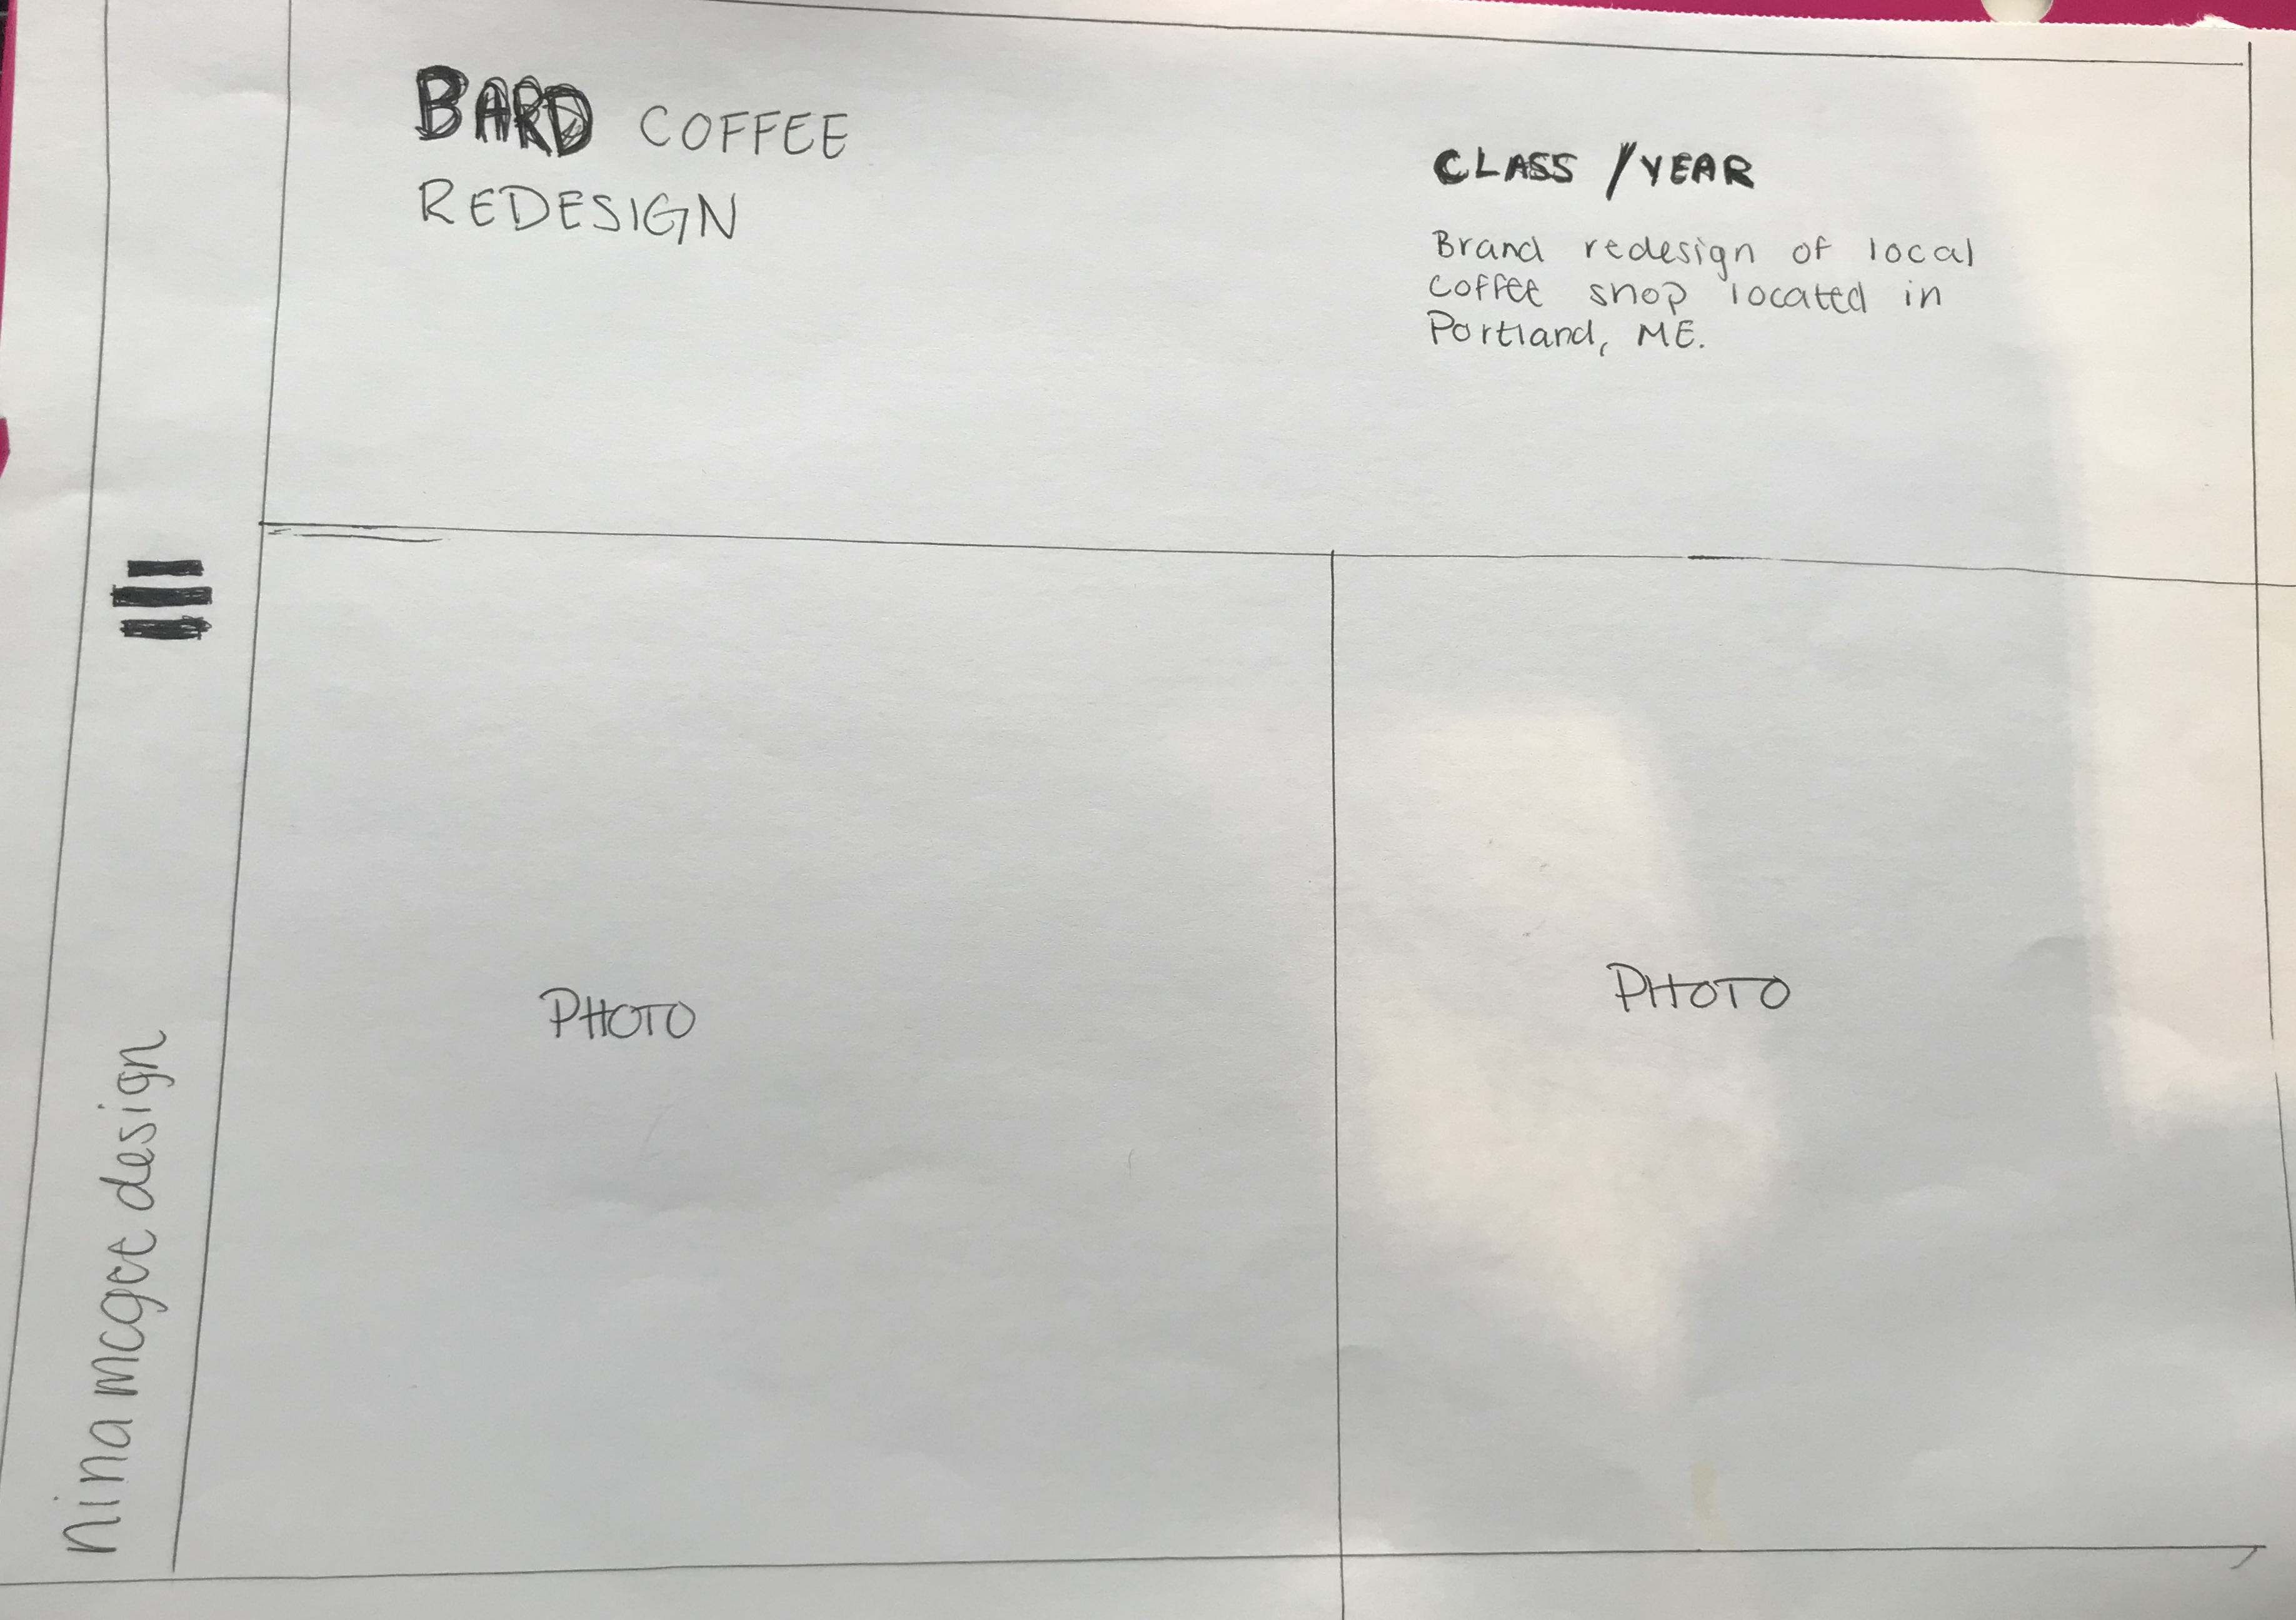 BARD COFFEE
REDESIGN
CLASS / YEAR
Brand redesign of local
coffee shop located in
Portland, ME.
PHOTO
PHOTO
nina mcgee design